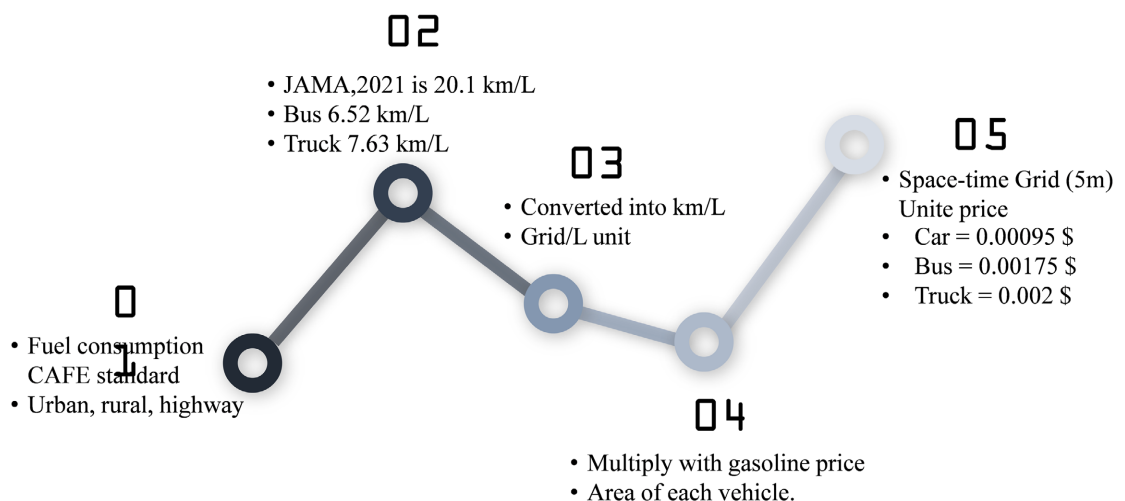 02
• JAMA,2021 is 20.1 km/L
• Bus 6.52 km/L
• Truck 7.63 km/L
03
• Converted into km/L
• Grid/L unit
05
• Space-time Grid (5m)
Unite price
• Car = 0.00095 $
• Bus = 0.00175 $
• Truck = 0.002 $
0
1
• Fuel consumption
CAFE standard
• Urban, rural, highway
04
• Multiply with gasoline price
• Area of each vehicle.